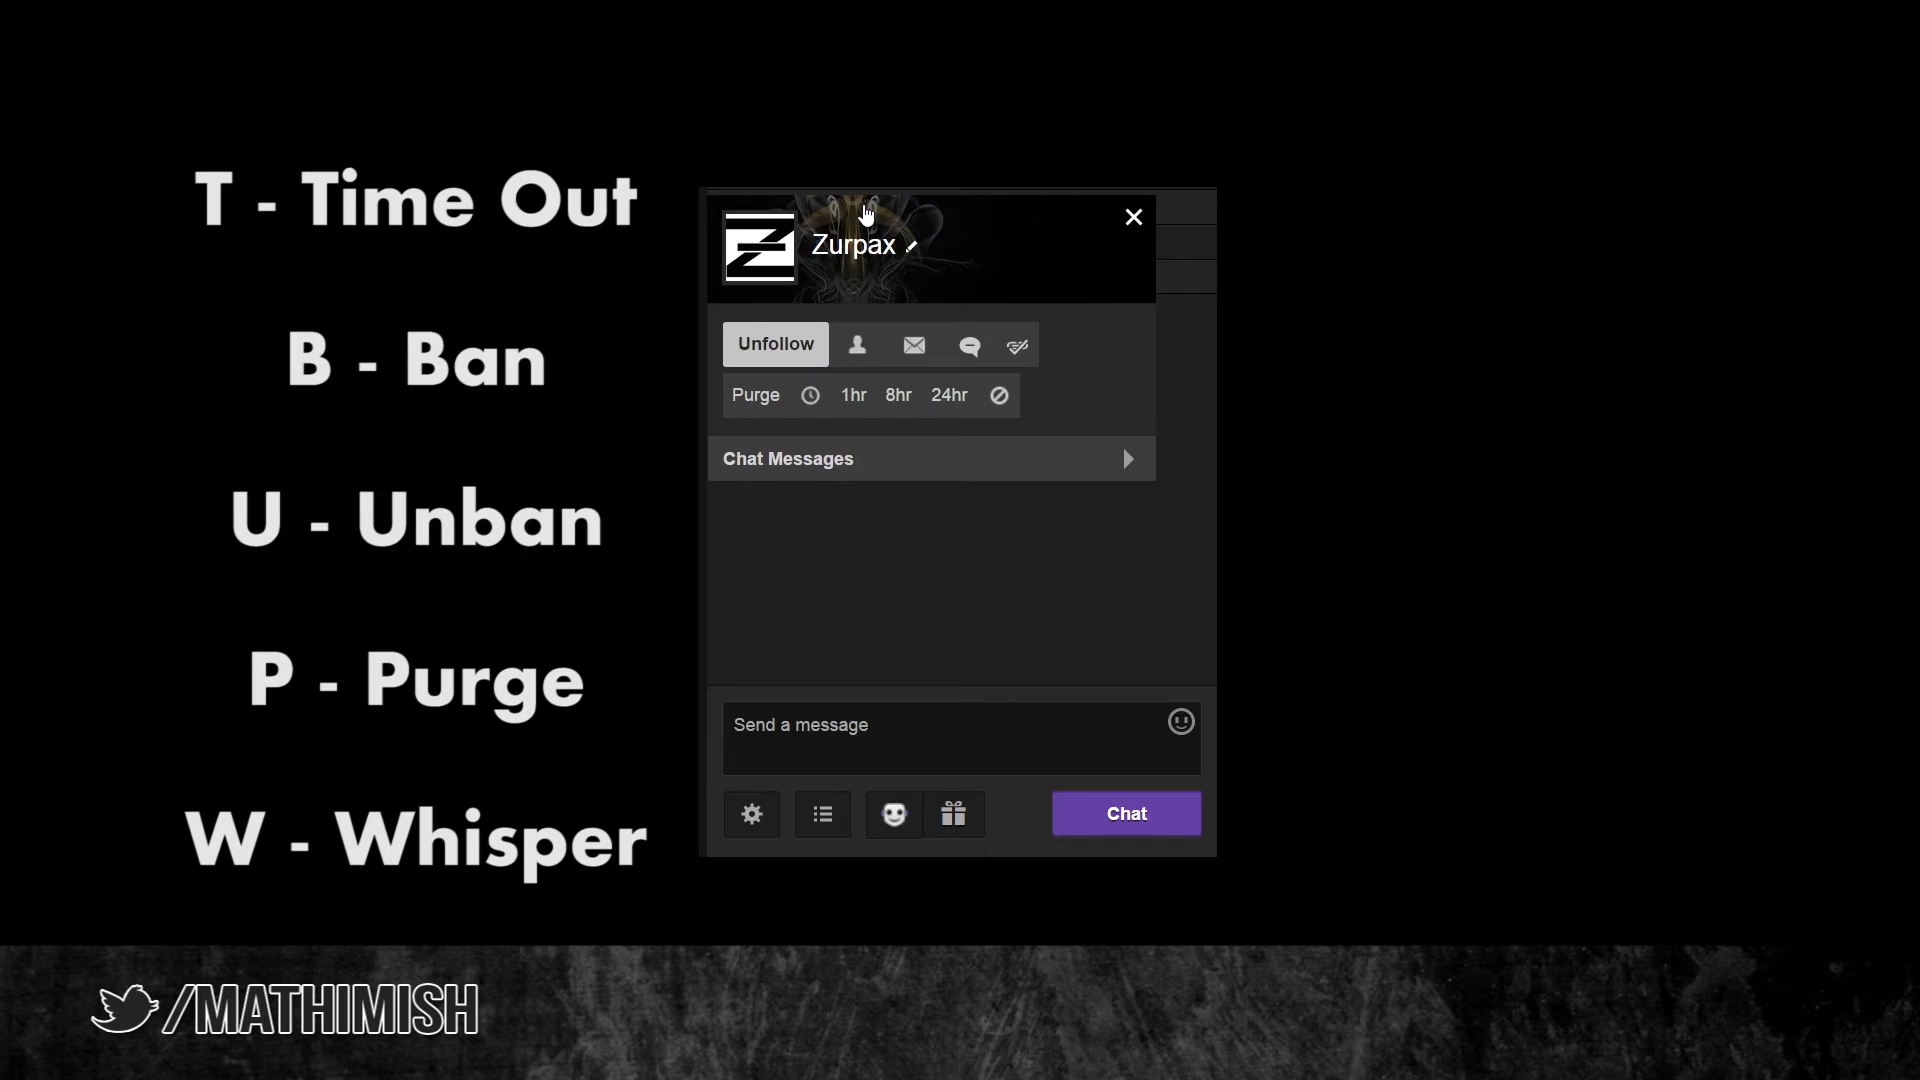 T - Time Out
B - Ban
U - Unban
P - Purge
W - Whisper
Zurpax
Unfollow
Purge 1hr 8hr 24hr
Chat Messages
Send a message
Chat
/MATHIMISH